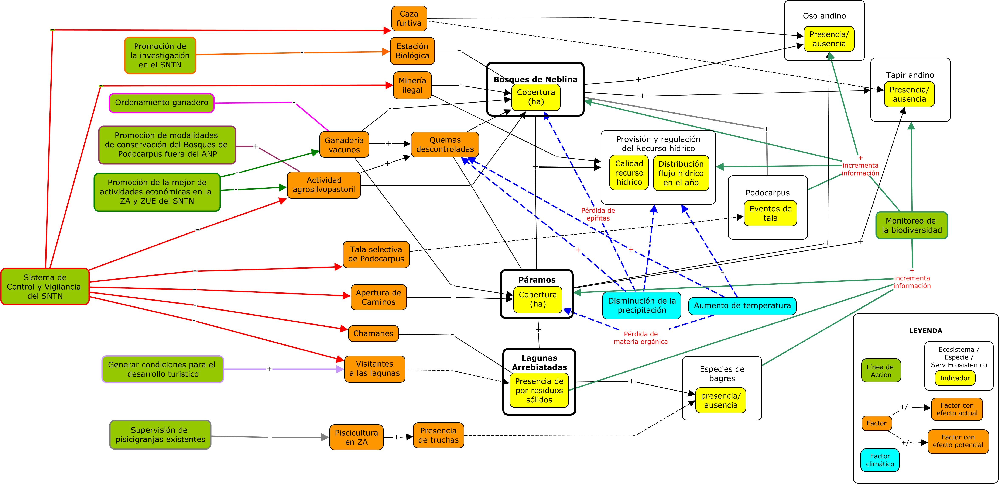 Caza
furtiva
Oso andino
Presencia/
ausencia
-
-
Promoción de
la investigación
en el SNTN
-
Estación
Biológica
-
-
Tapir andino
Presencia/
ausencia
-
Minería
ilegal
-
Bosques de Neblina
Cobertura
(ha)
+
+
Ordenamiento ganadero
-
-
-
+
Promoción de modalidades
de conservación del Bosques de
Podocarpus fuera del ANP
+
Ganadería
vacunos
+
Quemas
descontroladas
Provisión y regulación
del Recurso hídrico
Calidad
recurso
hidrico
Distribución
flujo hidrico
en el año
-
+
+
+
incrementa
información
Promoción de la mejor de
actividades económicas en la
ZA y ZUE del SNTN
-
-
Actividad
agrosilvopastoril
-
-
Podocarpus
Eventos de
tala
Pérdida de
epífitas
-
Monitoreo de
la biodiversidad
-
Tala selectiva
de Podocarpus
+
+
-
+
+
Sistema de
Control y Vigilancia
del SNTN
-
-
-
-
Apertura de
Caminos
-
-
Páramos
Cobertura
(ha)
-
Disminución de la
precipitación
Aumento de temperatura
+
incrementa
información
Chamanes
-
+
Pérdida de
materia orgánica
Generar condiciones para el
desarrollo turistico
+
Visitantes
a las lagunas
-
Lagunas
Arrebiatadas
Presencia de
por residuos
sólidos
+
Especies de
bagres
presencia/
ausencia
Supervisión de
pisicigranjas existentes
-
Piscicultura
en ZA
+
Presencia
de truchas
-
LEYENDA
Línea de
Acción
Ecosistema /
Especie /
Serv Ecosistemco
Indicador
Factor
+/-
Factor con
efecto actual
+/-
Factor con
efecto potencial
Factor
climático